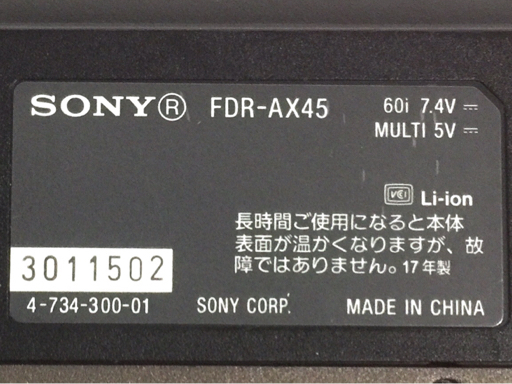 SONY® FDR-AX45 60i 7.4V ⎓
MULTI 5V ⎓
VCI Li-ion
長時間ご使用になると本体
表面が温かくなりますが、故
障ではありません。17年製
3011502
4-734-300-01 SONY CORP. MADE IN CHINA